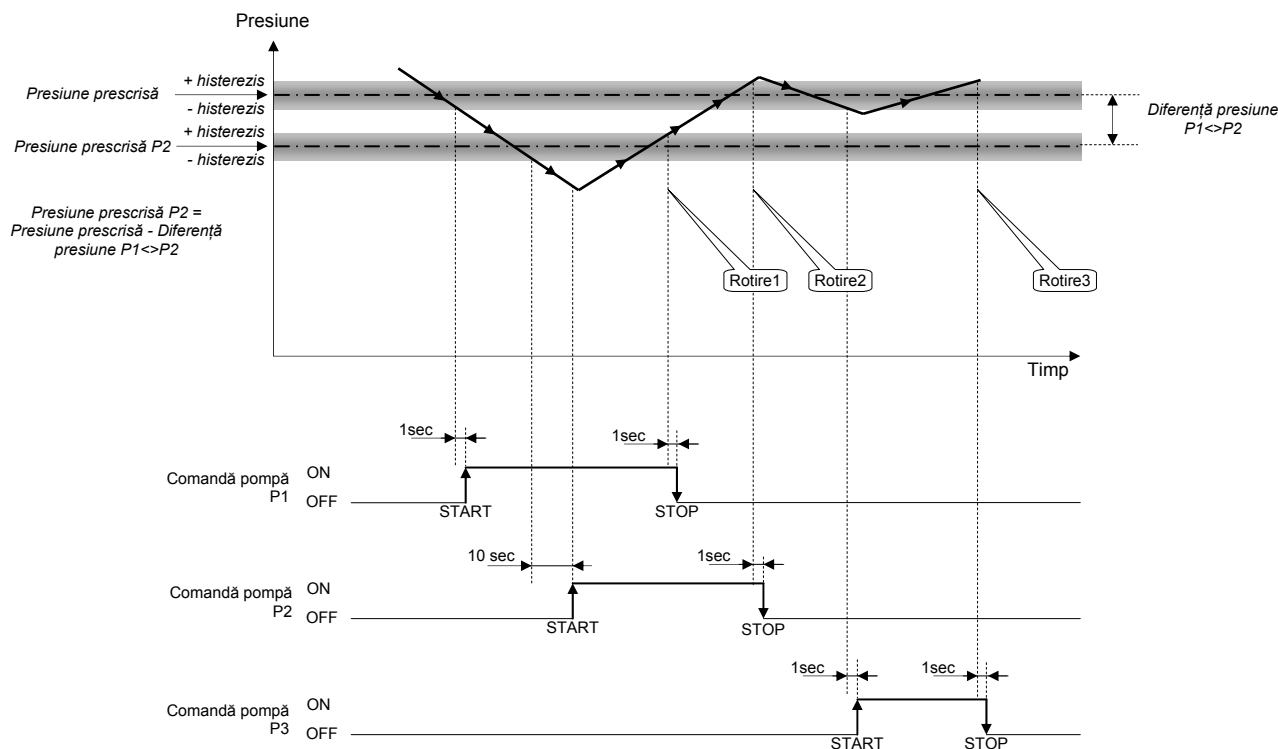 Presiune
+ histerezis
Presiune prescrisă
- histerezis
+ histerezis
Presiune prescrisă P2
- histerezis
Diferență presiune
P1<>P2
Presiune prescrisă P2 =
Presiune prescrisă - Diferență
presiune P1<>P2
Rotire1
Rotire2
Rotire3
Timp
1sec
1sec
Comandă pompă
P1
ON
OFF
START
STOP
10 sec
1sec
Comandă pompă
P2
ON
OFF
START
STOP
1sec
1sec
Comandă pompă
P3
ON
OFF
START
STOP